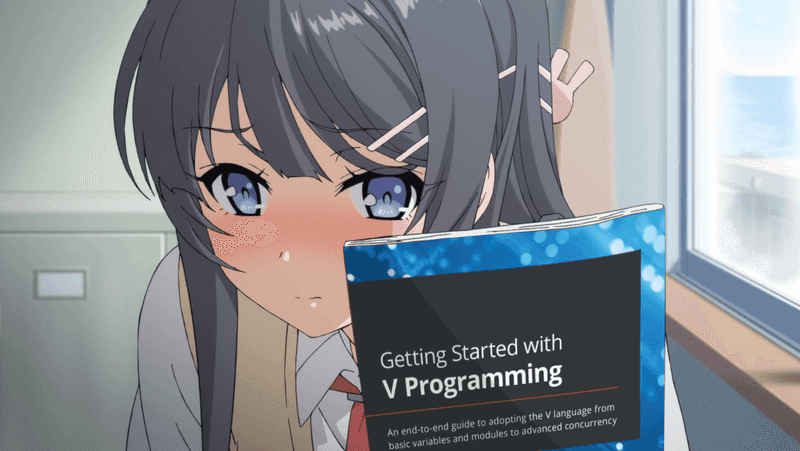 Getting Started with
V Programming
An end-to-end guide to adopting the V language from
basic variables and modules to advanced concurrency